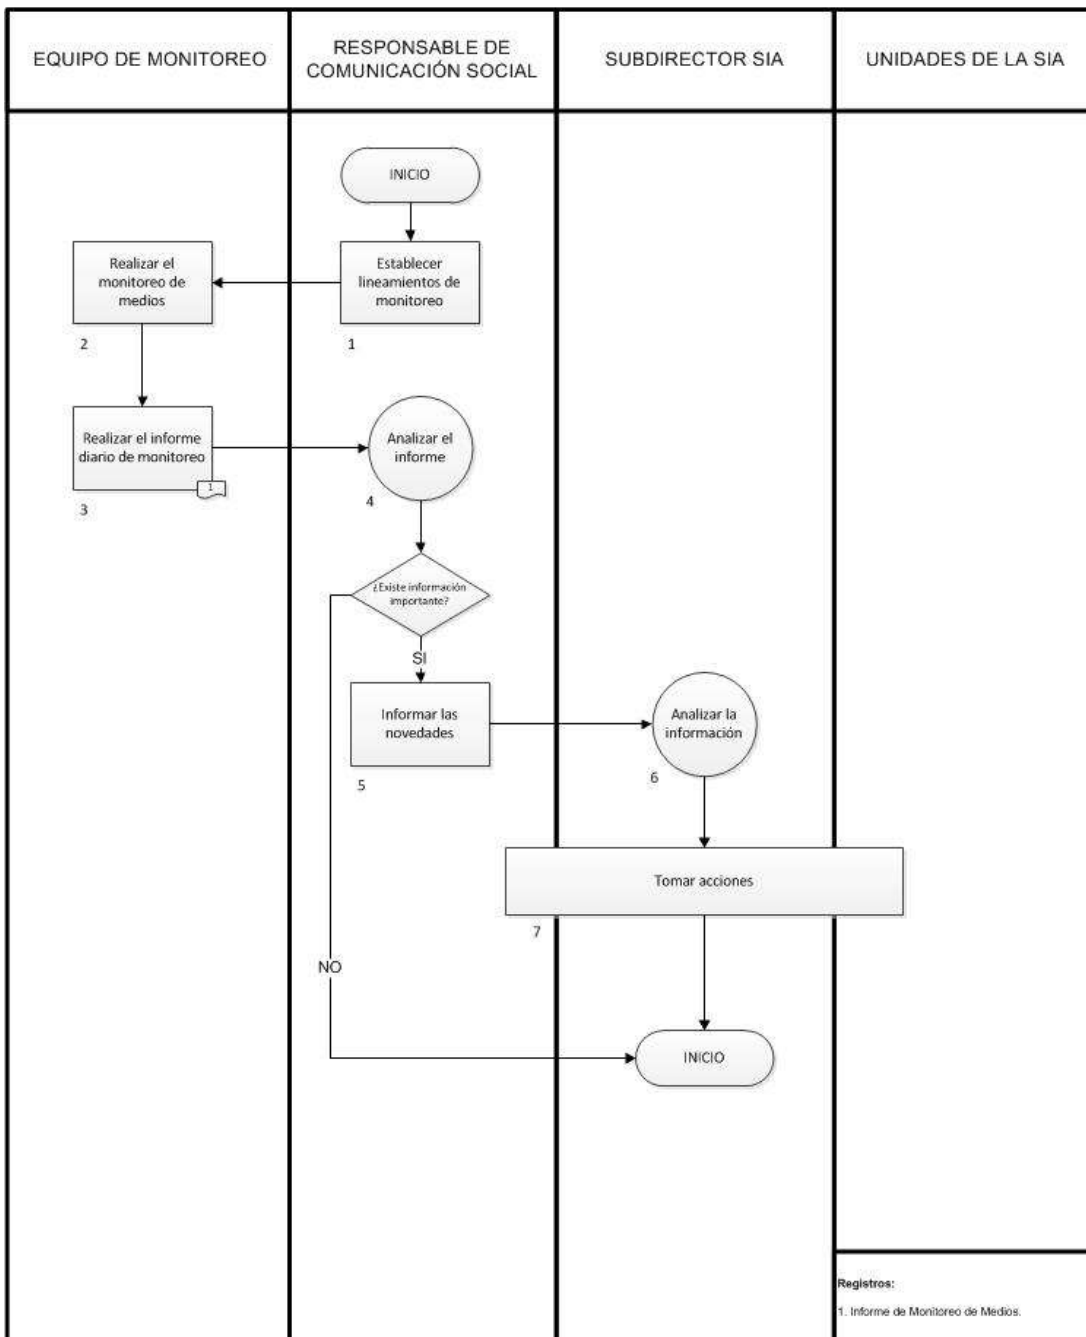 EQUIPO DE MONITOREO
RESPONSABLE DE
COMUNICACIÓN SOCIAL
SUBDIRECTOR SIA
UNIDADES DE LA SIA
INICIO
Establecer
lineamientos de
monitoreo
1
Realizar el
monitoreo de
medios
2
Realizar el informe
diario de monitoreo
1
3
Analizar el
informe
4
¿Existe información
importante?
SI
Informar las
novedades
5
Analizar la
información
6
Tomar acciones
7
NO
INICIO
Registros:
1. Informe de Monitoreo de Medios.